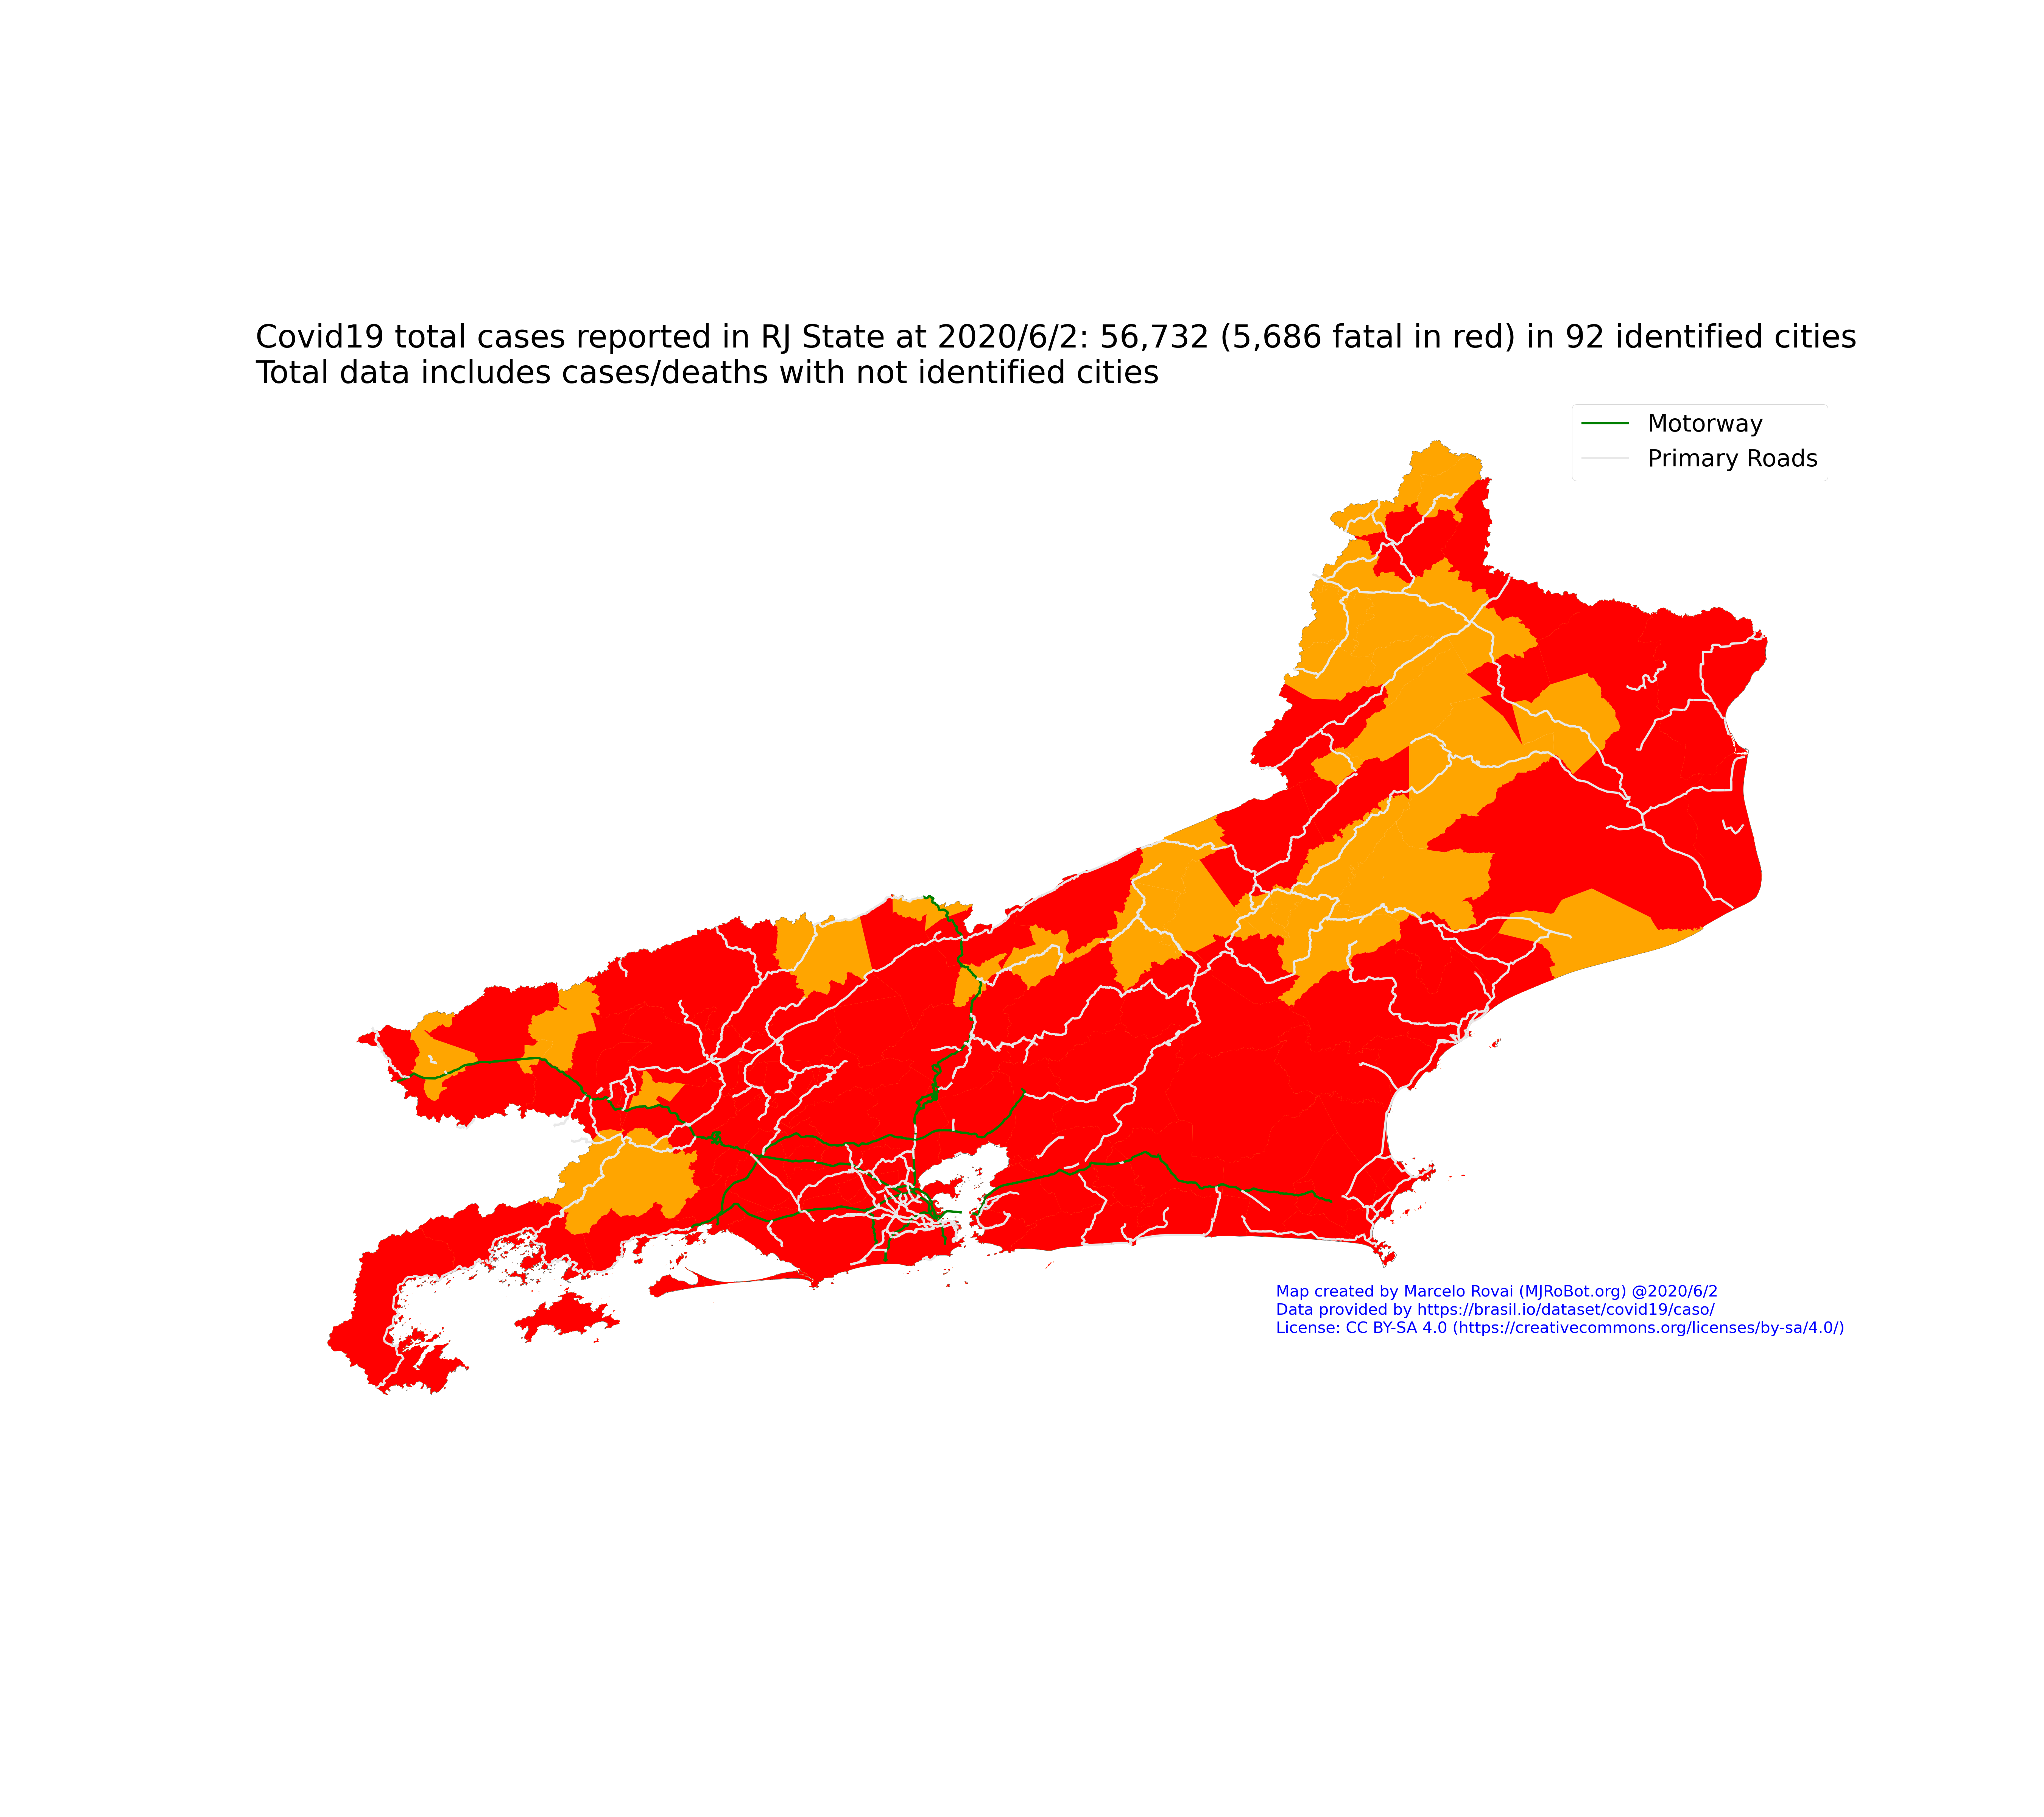 Covid19 total cases reported in RJ State at 2020/6/2: 56,732 (5,686 fatal in red) in 92 identified cities
Total data includes cases/deaths with not identified cities
Motorway
Primary Roads
Map created by Marcelo Rovai (MJRoBot.org) @2020/6/2
Data provided by https://brasil.io/dataset/covid19/caso/
License: CC BY-SA 4.0 (https://creativecommons.org/licenses/by-sa/4.0/)